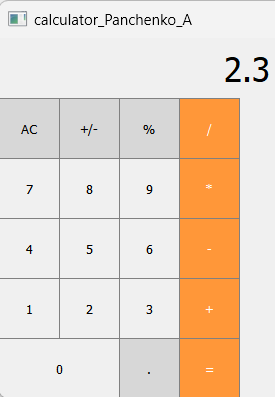 calculator_Panchenko_A
2.3
AC +/- % /
7 8 9 *
4 5 6 -
1 2 3 +
0 . =